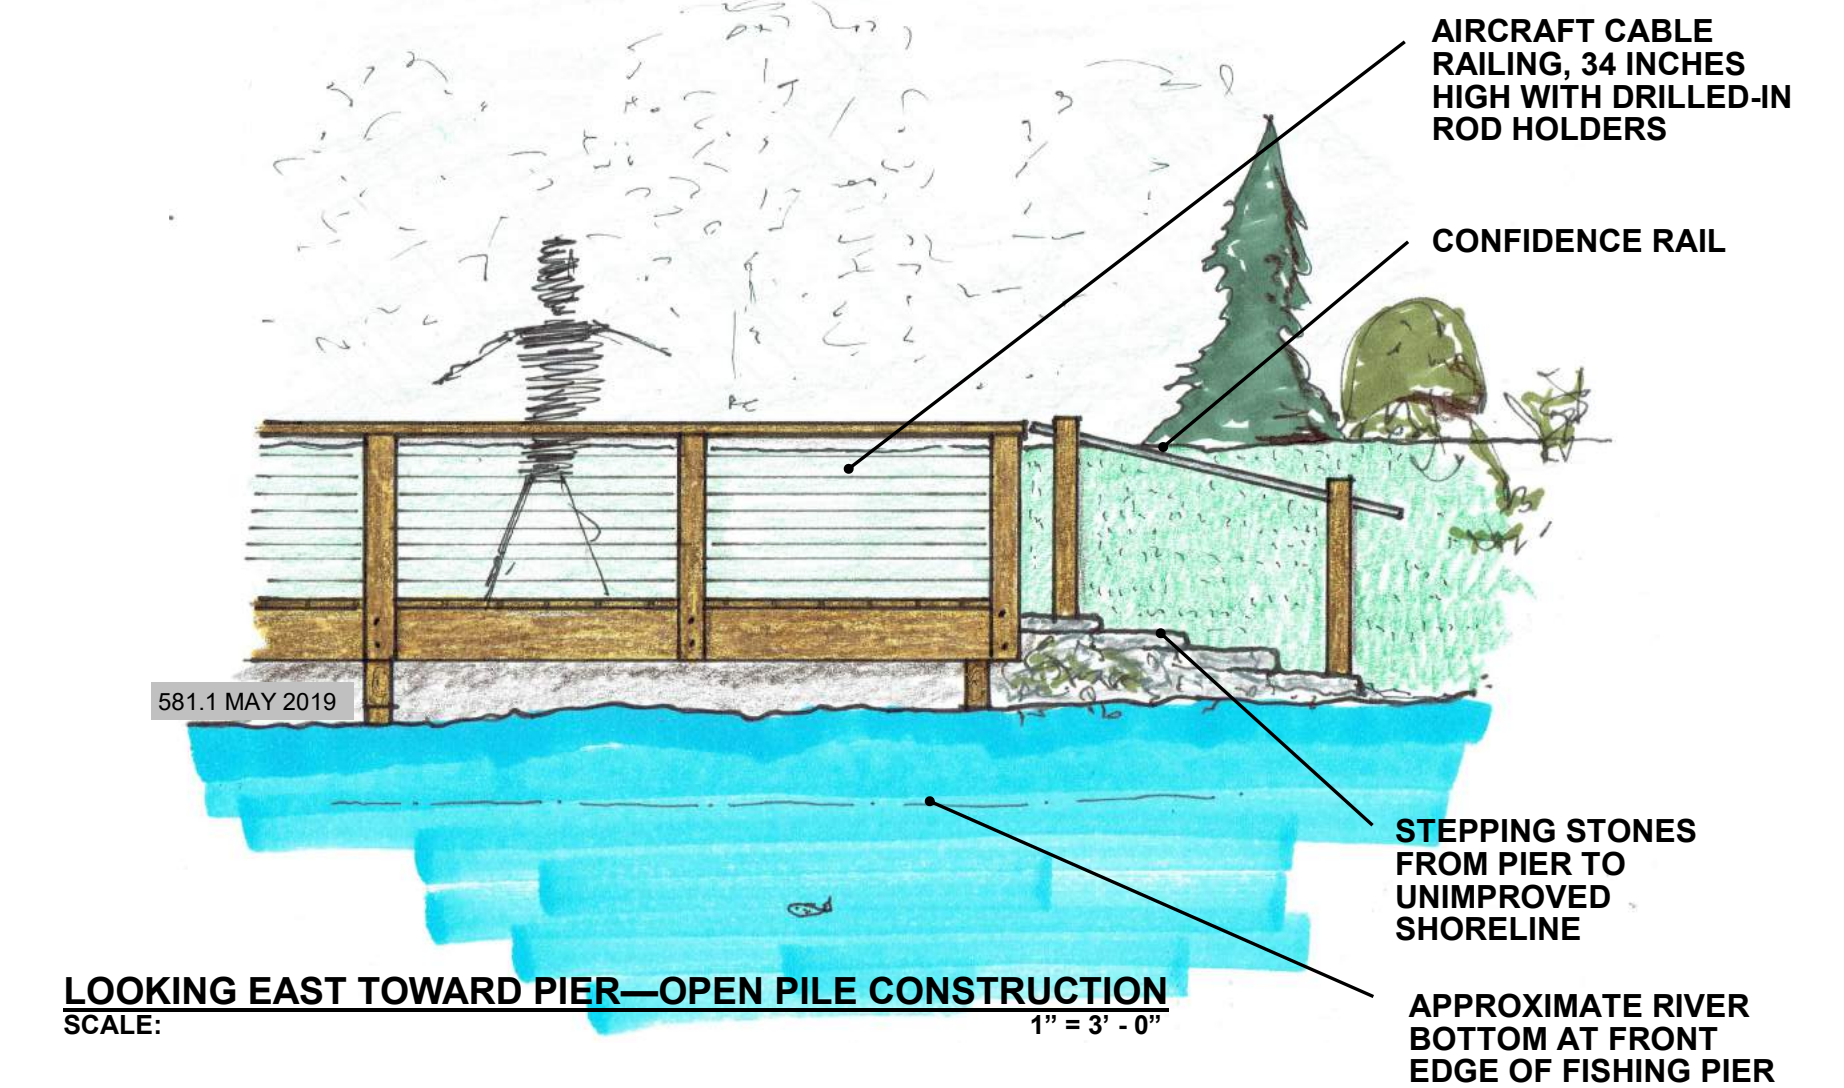 AIRCRAFT CABLE
RAILING, 34 INCHES
HIGH WITH DRILLED-IN
ROD HOLDERS
CONFIDENCE RAIL
581.1 MAY 2019
STEPPING STONES
FROM PIER TO
UNIMPROVED
SHORELINE
LOOKING EAST TOWARD PIER—OPEN PILE CONSTRUCTION
SCALE: 1” = 3’ - 0”
APPROXIMATE RIVER
BOTTOM AT FRONT
EDGE OF FISHING PIER